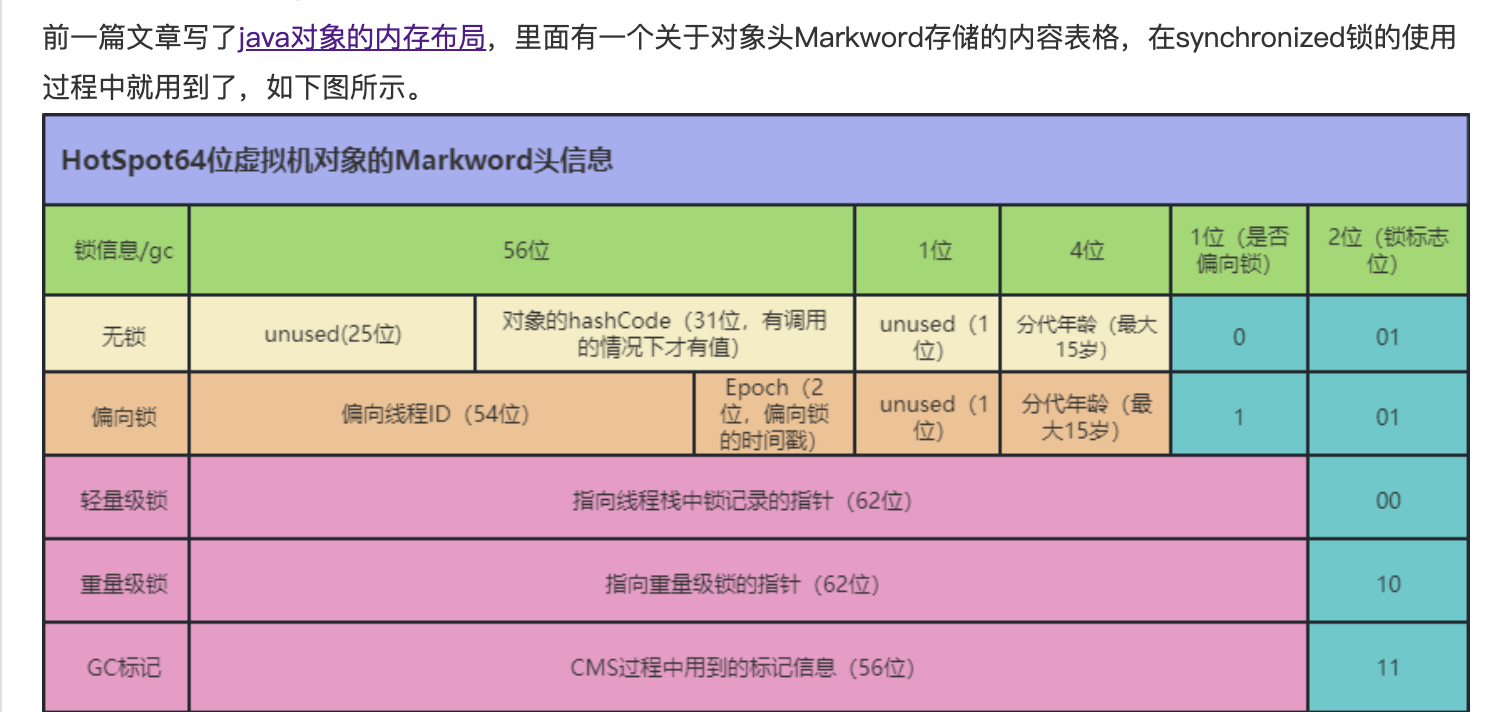 前一篇文章写了java对象的内存布局，里面有一个关于对象头Markword存储的内容表格，在synchronized锁的使用
过程中就用到了，如下图所示。
HotSpot64位虚拟机对象的Markword头信息
锁信息/gc
56位
1位
4位
1位（是否
偏向锁）
2位（锁标志
位）
无锁
unused(25位)
对象的hashCode（31位，有调用
的情况下才有值）
unused（1
位）
分代年龄（最大
15岁）
0
01
偏向锁
偏向线程ID（54位）
Epoch（2
位，偏向锁
的时间戳）
unused（1
位）
分代年龄（最
大15岁）
1
01
轻量级锁
指向线程栈中锁记录的指针（62位）
00
重量级锁
指向重量级锁的指针（62位）
10
GC标记
CMS过程中用到的标记信息（56位）
11